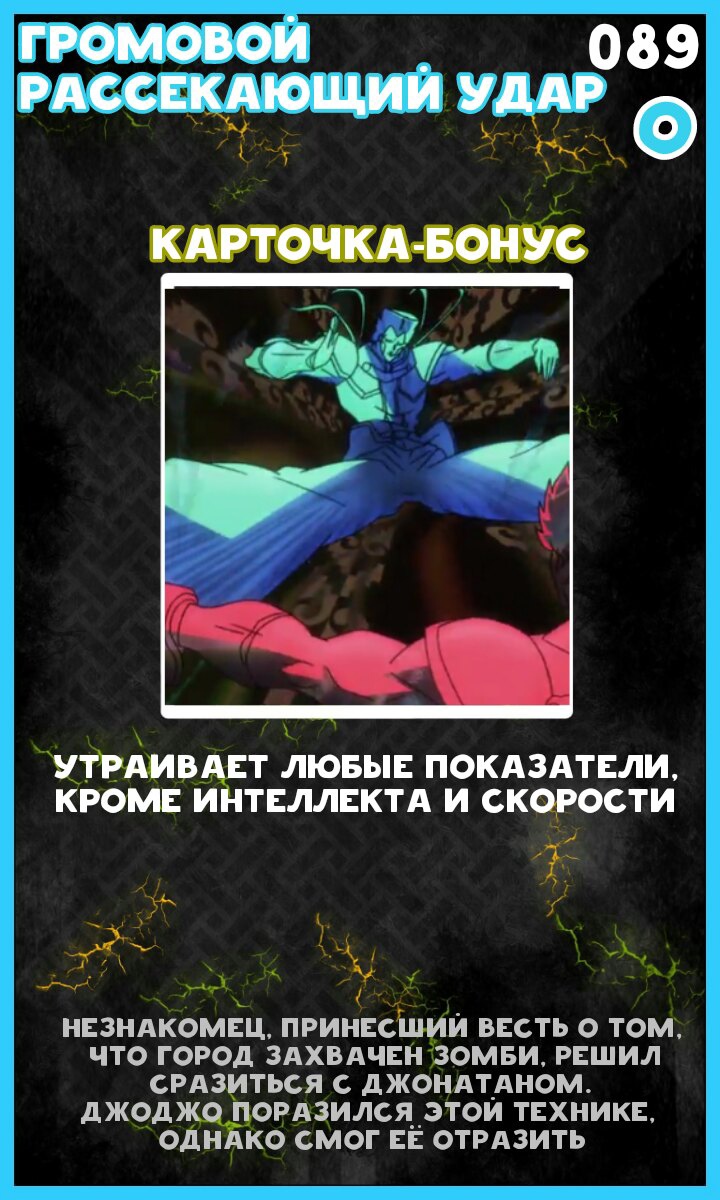 ГРОМОВОЙ
РАССЕКАЮЩИЙ УДАР
089
КАРТОЧКА-БОНУС
УТРАИВАЕТ ЛЮБЫЕ ПОКАЗАТЕЛИ,
КРОМЕ ИНТЕЛЛЕКТА И СКОРОСТИ
НЕЗНАКОМЕЦ, ПРИНЕСШИЙ ВЕСТЬ О ТОМ,
ЧТО ГОРОД ЗАХВАЧЕН ЗОМБИ, РЕШИЛ
СРАЗИТЬСЯ С ДЖОНАТАНОМ.
ДЖОДЖО ПОРАЗИЛСЯ ЭТОЙ ТЕХНИКЕ,
ОДНАКО СМОГ ЕЁ ОТРАЗИТЬ